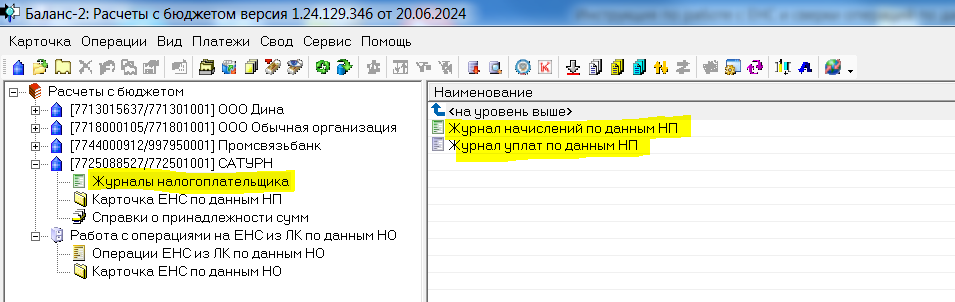 Баланс-2: Расчеты с бюджетом версия 1.24.129.346 от 20.06.2024
Карточка Операции Вид Платежи Свод Сервис Помощь
Расчеты с бюджетом
[7713015637/771301001] ООО Дина
[7718000105/771801001] ООО Обычная организация
[7744000912/997950001] Промсвязьбанк
[7725088527/772501001] САТУРН
Журналы налогоплательщика
Карточка ЕНС по данным НП
Справки о принадлежности сумм
Работа с операциями на ЕНС из ЛК по данным НО
Операции ЕНС из ЛК по данным НО
Карточка ЕНС по данным НО
Наименование
<на уровень выше>
Журнал начислений по данным НП
Журнал уплат по данным НП